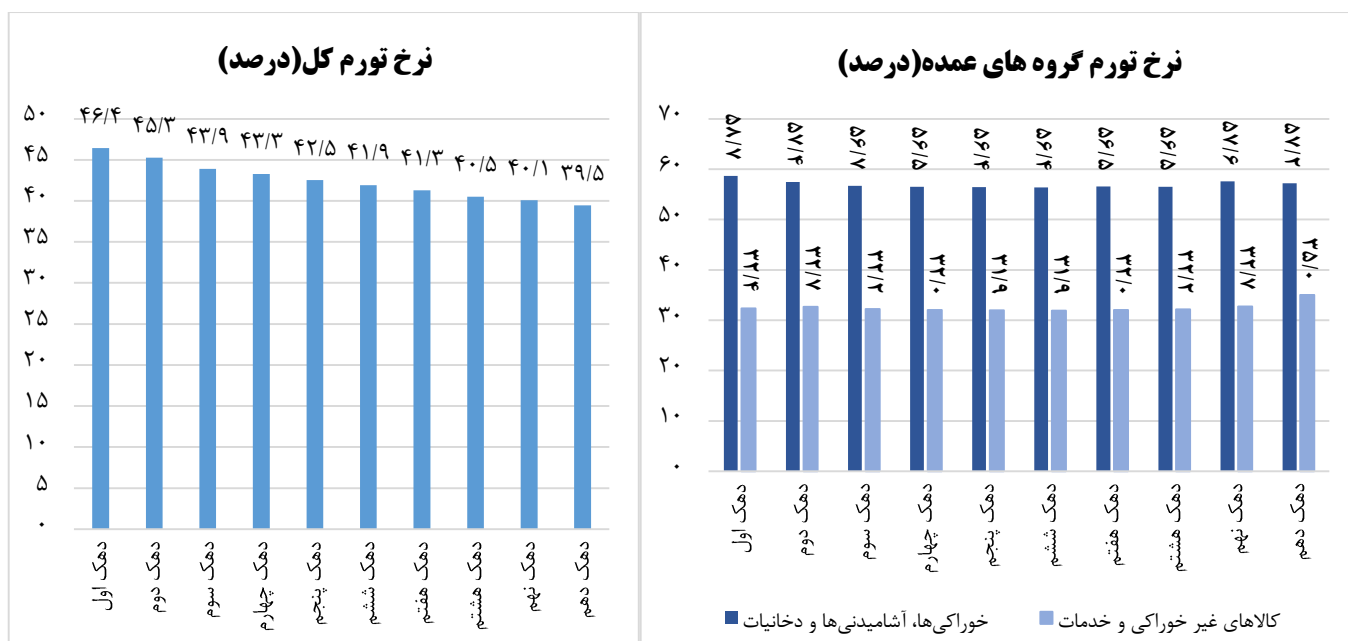 نرخ تورم گروه های عمده(درصد)
۷۰
۶۰
۵۰
۴۰
۳۰
۲۰
۱۰
۰
۵۸/۷
۵۷/۴
۵۶/۷
۵۶/۵
۵۶/۴
۵۶/۴
۵۶/۵
۵۶/۵
۵۷/۶
۵۷/۲
۳۲/۴
۳۲/۷
۳۲/۲
۳۲/۰
۳۱/۹
۳۱/۹
۳۲/۰
۳۲/۲
۳۲/۷
۳۵/۰
دهک اول
دهک دوم
دهک سوم
دهک چهارم
دهک پنجم
دهک ششم
دهک هفتم
دهک هشتم
دهک نهم
دهک دهم
خوراکی‌ها، آشامیدنی‌ها و دخانیات
کالاهای غیر خوراکی و خدمات
نرخ تورم کل(درصد)
۵۰
۴۵
۴۰
۳۵
۳۰
۲۵
۲۰
۱۵
۱۰
۵
۰
۴۶/۴
۴۵/۳
۴۳/۹
۴۳/۳
۴۲/۵
۴۱/۹
۴۱/۳
۴۰/۵
۴۰/۱
۳۹/۵
دهک اول
دهک دوم
دهک سوم
دهک چهارم
دهک پنجم
دهک ششم
دهک هفتم
دهک هشتم
دهک نهم
دهک دهم